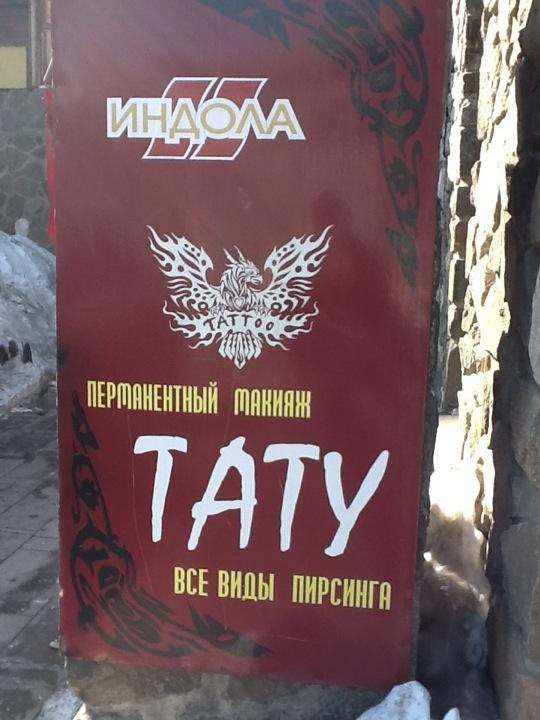 ИНДОЛА
TATTOO
ПЕРМАНЕНТНЫЙ МАКИЯЖ
ТАТУ
ВСЕ ВИДЫ ПИРСИНГА